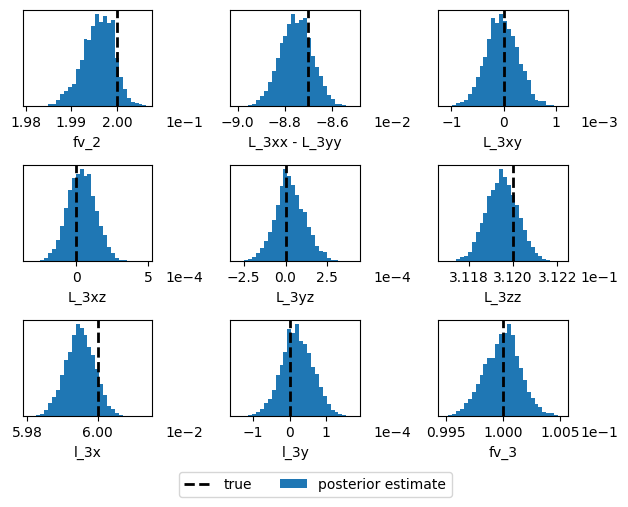 1.98 1.99 2.00 1e−1
fv_2
−9.0 −8.8 −8.6 1e−2
L_3xx - L_3yy
−1 0 1 1e−3
L_3xy
0 5 1e−4
L_3xz
−2.5 0.0 2.5 1e−4
L_3yz
3.118 3.120 3.122 1e−1
L_3zz
5.98 6.00 1e−2
l_3x
−1 0 1 1e−4
l_3y
0.995 1.000 1.005 1e−1
fv_3
true posterior estimate